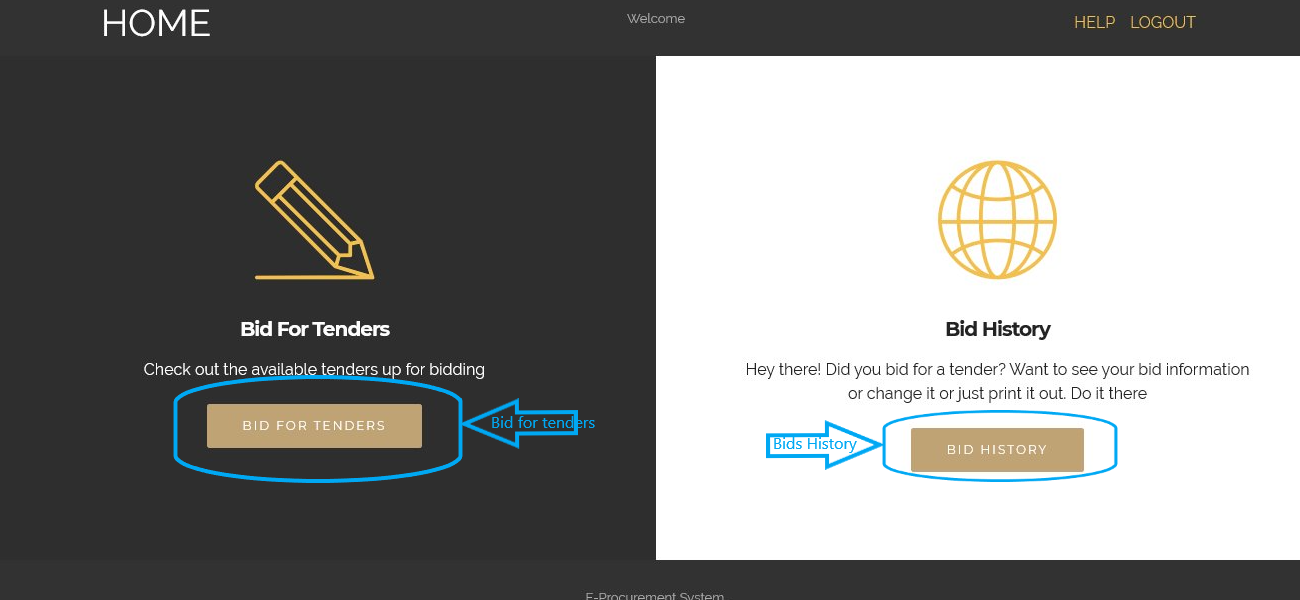 HOME
Welcome
HELP LOGOUT
Bid For Tenders
Check out the available tenders up for bidding
BID FOR TENDERS
Bid for tenders
Bid History
Hey there! Did you bid for a tender? Want to see your bid information
or change it or just print it out. Do it there
Bids History
BID HISTORY
E-Procurement System